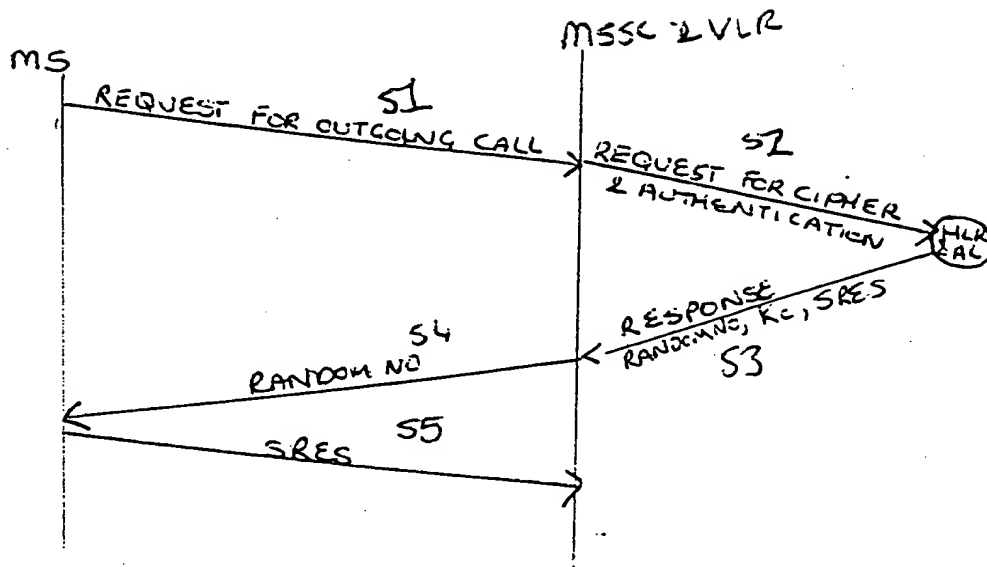 MS
MSSC & VLR
S1
REQUEST FOR OUTGOING CALL
S2
REQUEST FOR CIPHER
& AUTHENTICATION
HLR
& AC
RESPONSE
RANDOM NO, Kc, SRES
S3
S4
RANDOM NO
S5
SRES